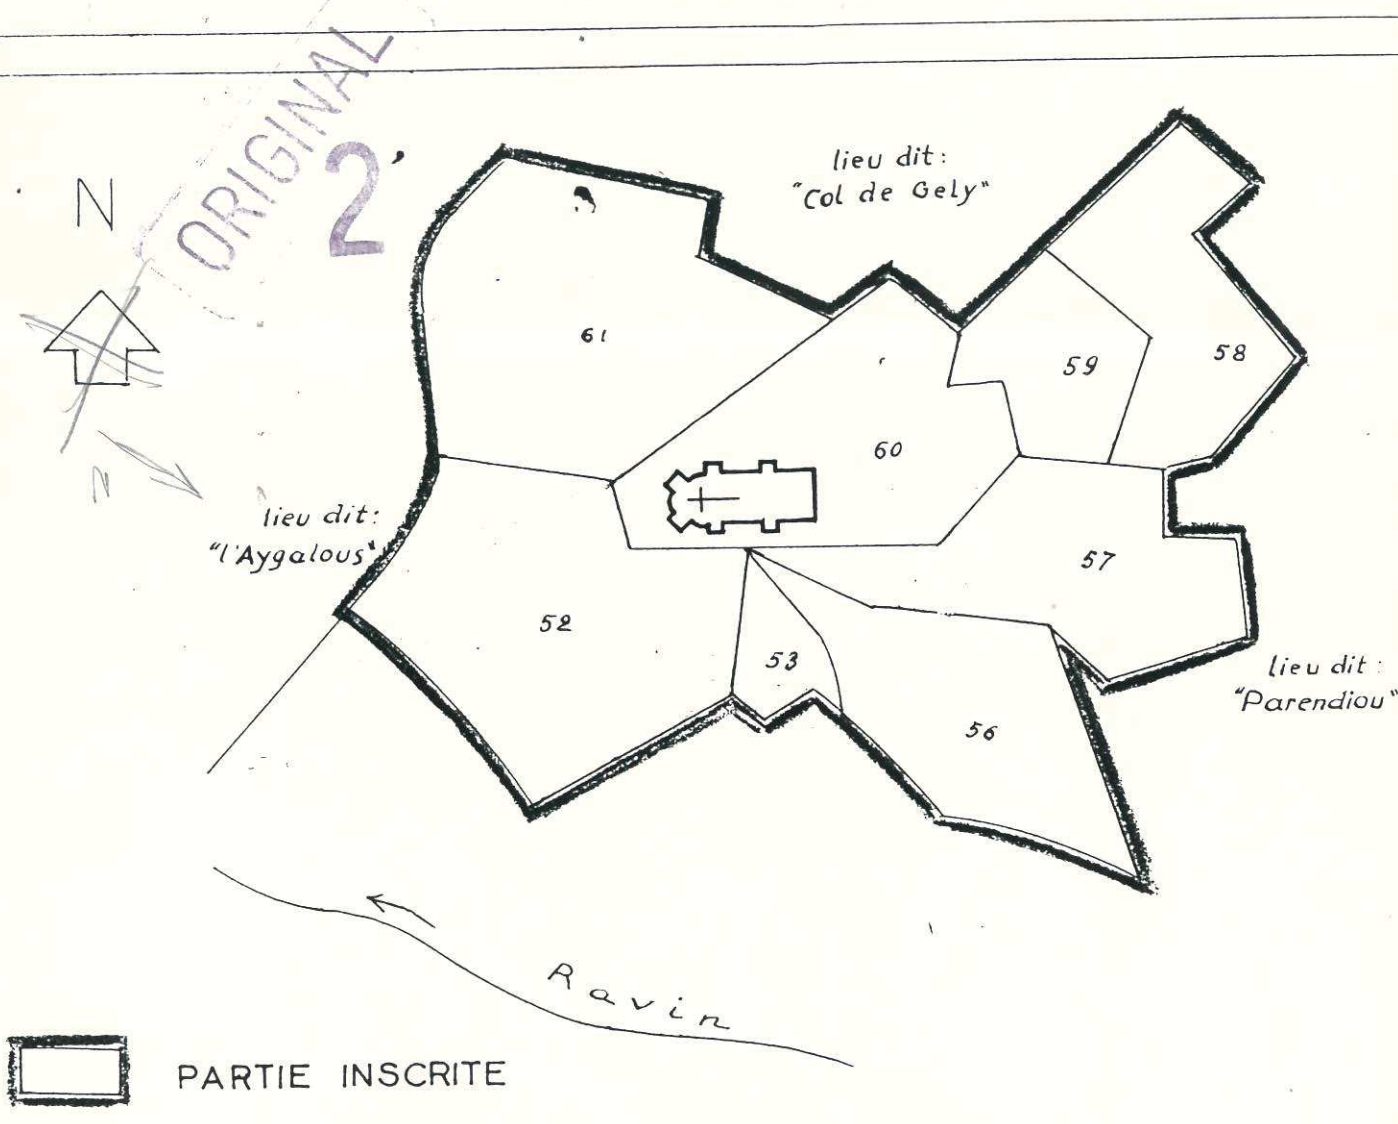 ORIGINAL
2
N
lieu dit:
"Col de Gely"
61
59
58
60
N
lieu dit:
"l'Aygalous"
57
52
53
lieu dit:
"Parendiou"
56
Ravin
PARTIE INSCRITE